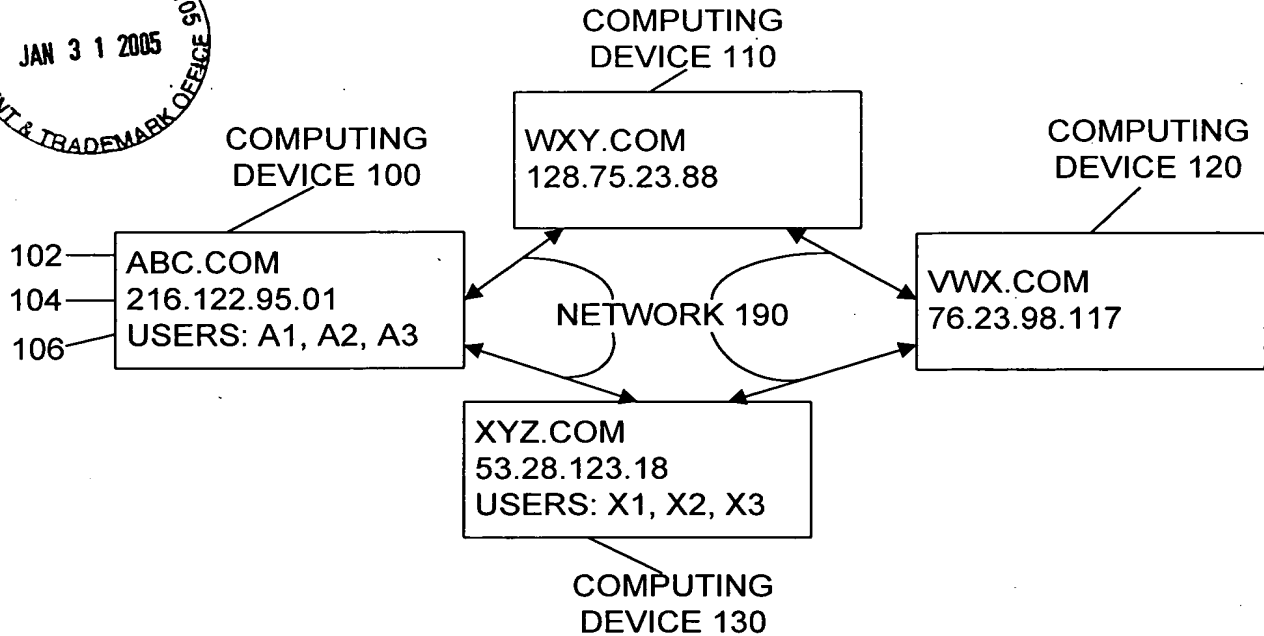 JAN 3 1 2005
& TRADEMARK OFFICE
COMPUTING
DEVICE 110
COMPUTING
DEVICE 100
COMPUTING
DEVICE 120
WXY.COM
128.75.23.88
102
104
106
ABC.COM
216.122.95.01
USERS: A1, A2, A3
NETWORK 190
VWX.COM
76.23.98.117
XYZ.COM
53.28.123.18
USERS: X1, X2, X3
COMPUTING
DEVICE 130